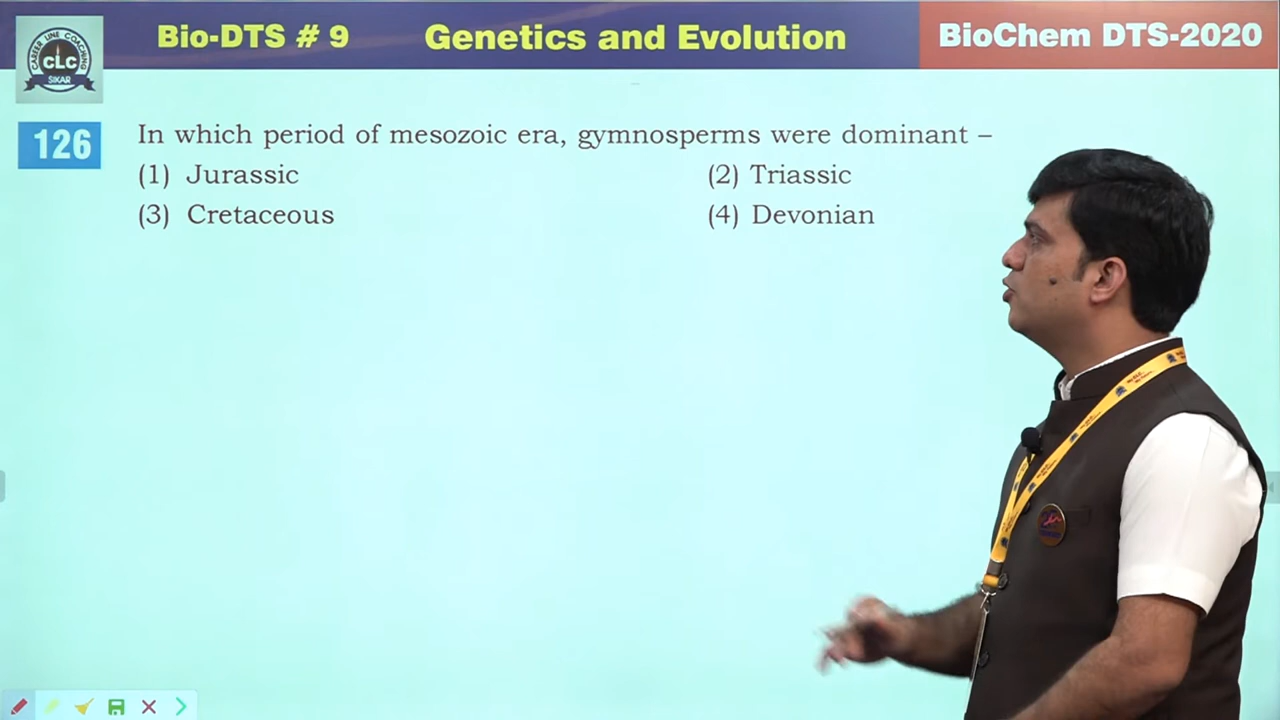 Bio-DTS # 9
Genetics and Evolution
BioChem DTS-2020
CAREER LINE COACHING
CLC
SIKAR
126
In which period of mesozoic era, gymnosperms were dominant –
(1) Jurassic
(2) Triassic
(3) Cretaceous
(4) Devonian